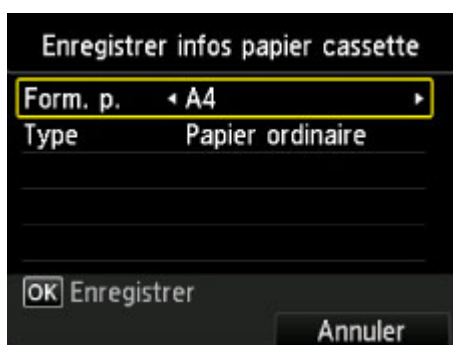 Enregistrer infos papier cassette
Form. p. A4
Type Papier ordinaire
OK Enregistrer
Annuler